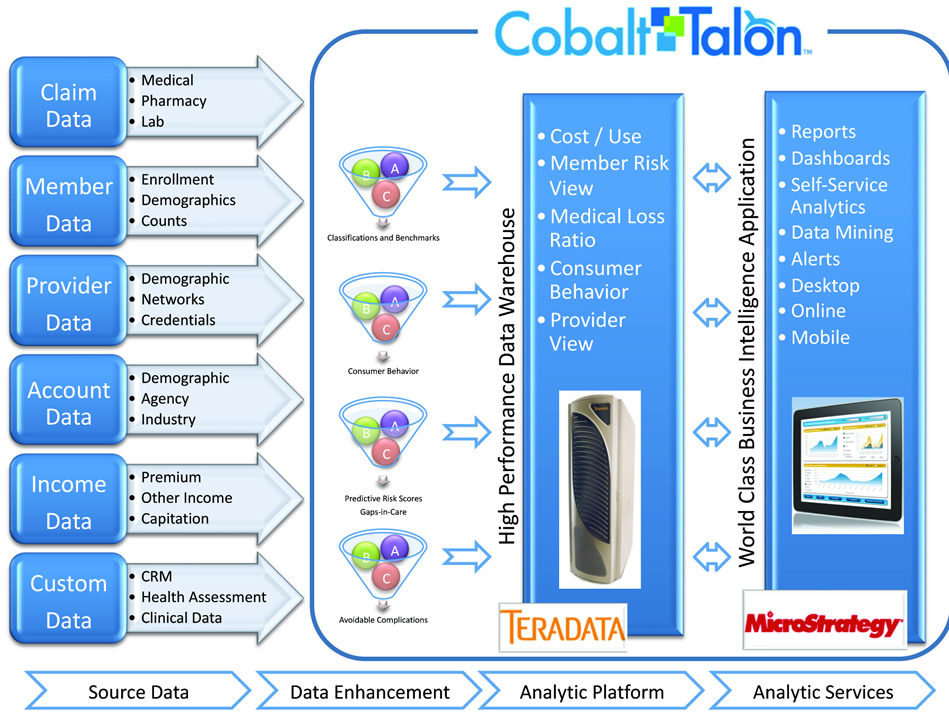 Cobalt Talon™
Claim
Data
• Medical
• Pharmacy
• Lab
Member
Data
• Enrollment
• Demographics
• Counts
Provider
Data
• Demographic
• Networks
• Credentials
Account
Data
• Demographic
• Agency
• Industry
Income
Data
• Premium
• Other Income
• Capitation
Custom
Data
• CRM
• Health Assessment
• Clinical Data
B
A
C
Classifications and Benchmarks
B
A
C
Consumer Behavior
B
A
C
Predictive Risk Scores
Gaps-in-Care
B
A
C
Avoidable Complications
High Performance Data Warehouse
• Cost / Use
• Member Risk
View
• Medical Loss
Ratio
• Consumer
Behavior
• Provider
View
TERADATA
World Class Business Intelligence Application
• Reports
• Dashboards
• Self-Service
Analytics
• Data Mining
• Alerts
• Desktop
• Online
• Mobile
MicroStrategy
Source Data
Data Enhancement
Analytic Platform
Analytic Services